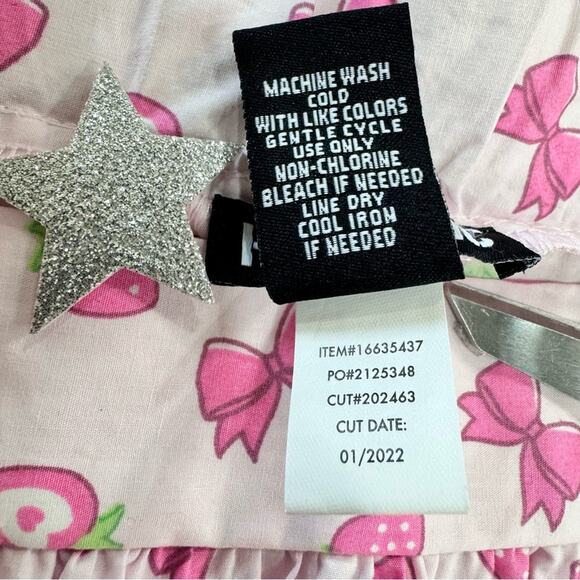 MACHINE WASH
COLD
WITH LIKE COLORS
GENTLE CYCLE
USE ONLY
NON-CHLORINE
BLEACH IF NEEDED
LINE DRY
COOL IRON
IF NEEDED
ITEM#16635437
PO#2125348
CUT#202463
CUT DATE:
01/2022